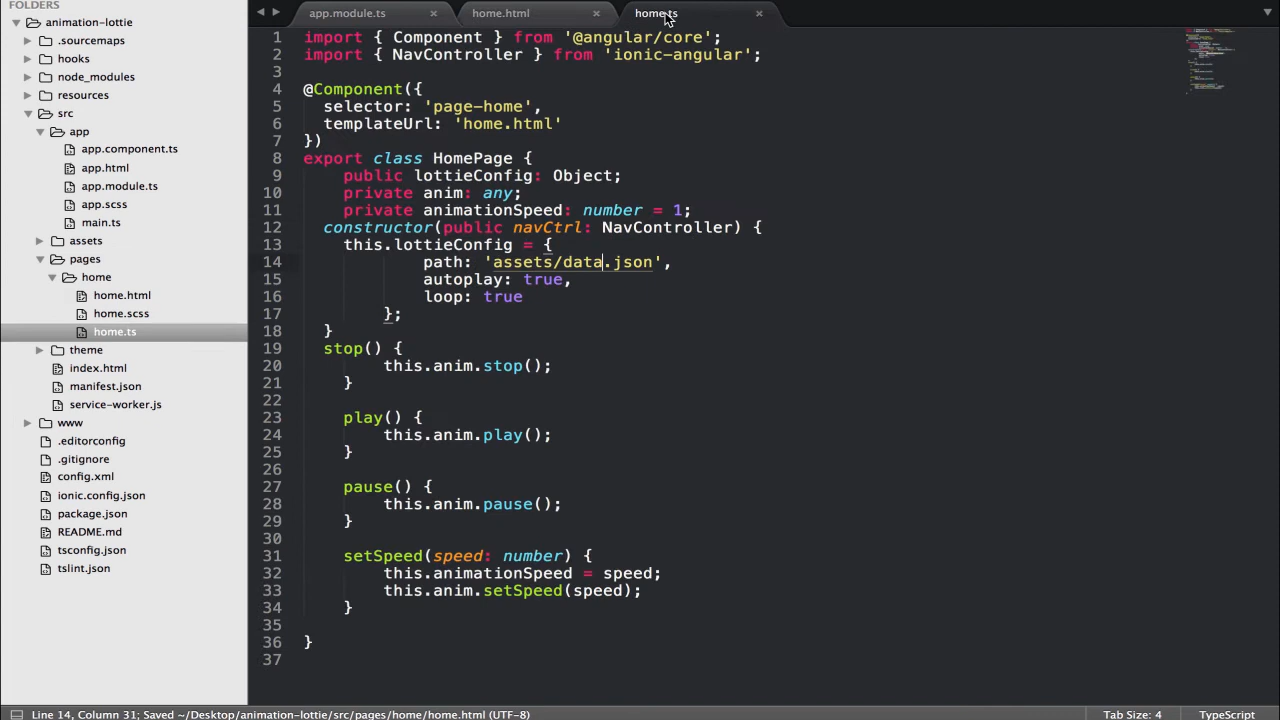 FOLDERS
animation-lottie
.sourcemaps
hooks
node_modules
resources
src
app
app.component.ts
app.html
app.module.ts
app.scss
main.ts
assets
pages
home
home.html
home.scss
home.ts
theme
index.html
manifest.json
service-worker.js
www
.editorconfig
.gitignore
config.xml
ionic.config.json
package.json
README.md
tsconfig.json
tslint.json
app.module.ts × home.html × home.ts ×
1 import { Component } from '@angular/core';
2 import { NavController } from 'ionic-angular';
3
4 @Component({
5 selector: 'page-home',
6 templateUrl: 'home.html'
7 })
8 export class HomePage {
9 public lottieConfig: Object;
10 private anim: any;
11 private animationSpeed: number = 1;
12 constructor(public navCtrl: NavController) {
13 this.lottieConfig = {
14 path: 'assets/data.json',
15 autoplay: true,
16 loop: true
17 };
18 }
19 stop() {
20 this.anim.stop();
21 }
22
23 play() {
24 this.anim.play();
25 }
26
27 pause() {
28 this.anim.pause();
29 }
30
31 setSpeed(speed: number) {
32 this.animationSpeed = speed;
33 this.anim.setSpeed(speed);
34 }
35
36 }
37
Line 14, Column 31; Saved ~/Desktop/animation-lottie/src/pages/home/home.html (UTF-8) Tab Size: 4 TypeScript